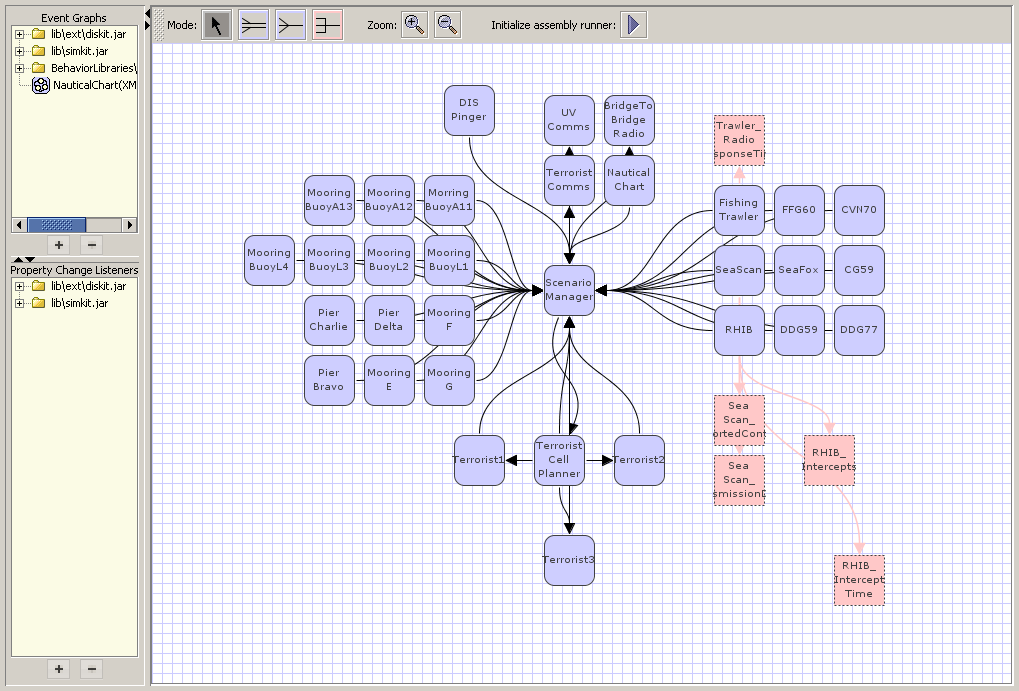 Event Graphs
lib\ext\diskit.jar
lib\simkit.jar
BehaviorLibraries\
NauticalChart(XM
Property Change Listeners
lib\ext\diskit.jar
lib\simkit.jar
Mode:
Zoom:
Initialize assembly runner:
DIS
Pinger
UV
Comms
BridgeTo
Bridge
Radio
Terrorist
Comms
Nautical
Chart
Trawler_
Radio
sponseTi
Mooring
BuoyA13
Mooring
BuoyA12
Mooring
BuoyA11
Fishing
Trawler
FFG60
CVN70
Mooring
BuoyL4
Mooring
BuoyL3
Mooring
BuoyL2
Mooring
BuoyL1
Scenario
Manager
SeaScan
SeaFox
CG59
Pier
Charlie
Pier
Delta
Mooring
F
RHIB
DDG59
DDG77
Pier
Bravo
Mooring
E
Mooring
G
Sea
Scan_
ortedCont
Terrorist1
Terrorist
Cell
Planner
Terrorist2
RHIB_
Intercepts
Sea
Scan_
smissionD
Terrorist3
RHIB_
Intercept
Time